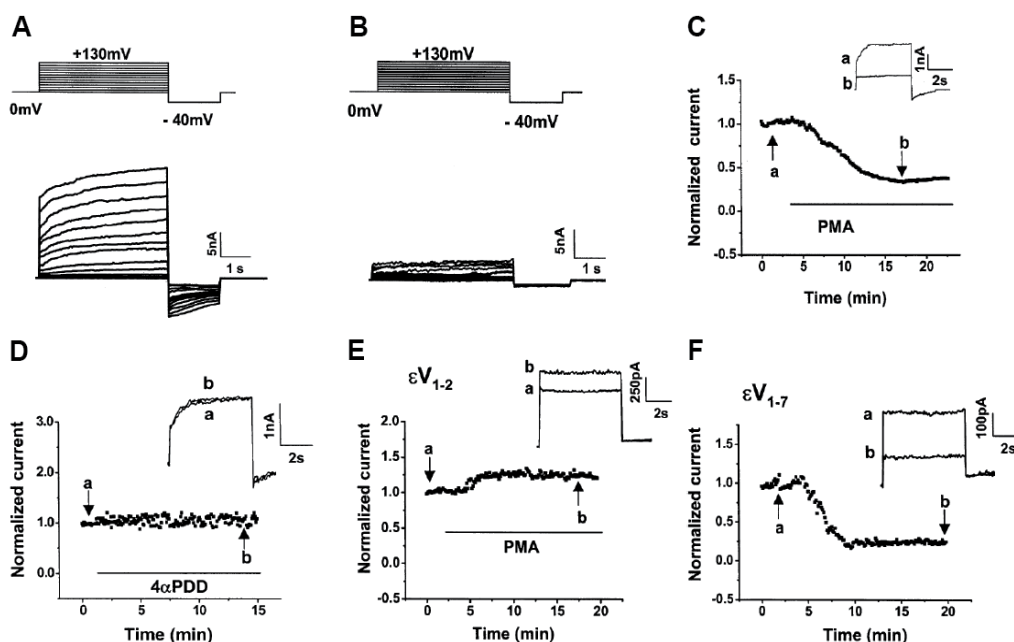 A
+130mV
0mV
- 40mV
5nA
1 s
B
+130mV
0mV
- 40mV
5nA
1 s
C
Normalized current
1.5
1.0
0.5
0.0
-0.5
a
b
1nA
2s
a
b
PMA
0 5 10 15 20
Time (min)
D
Normalized current
3.0
2.0
1.0
0.0
b
a
1nA
2s
a
b
4αPDD
0 5 10 15
Time (min)
E
εV1-2
Normalized current
2.0
1.5
1.0
0.5
0.0
-0.5
b
a
250pA
2s
a
b
PMA
0 5 10 15 20
Time (min)
F
εV1-7
Normalized current
2.0
1.5
1.0
0.5
0.0
-0.5
a
b
100pA
2s
a
b
0 5 10 15 20
Time (min)